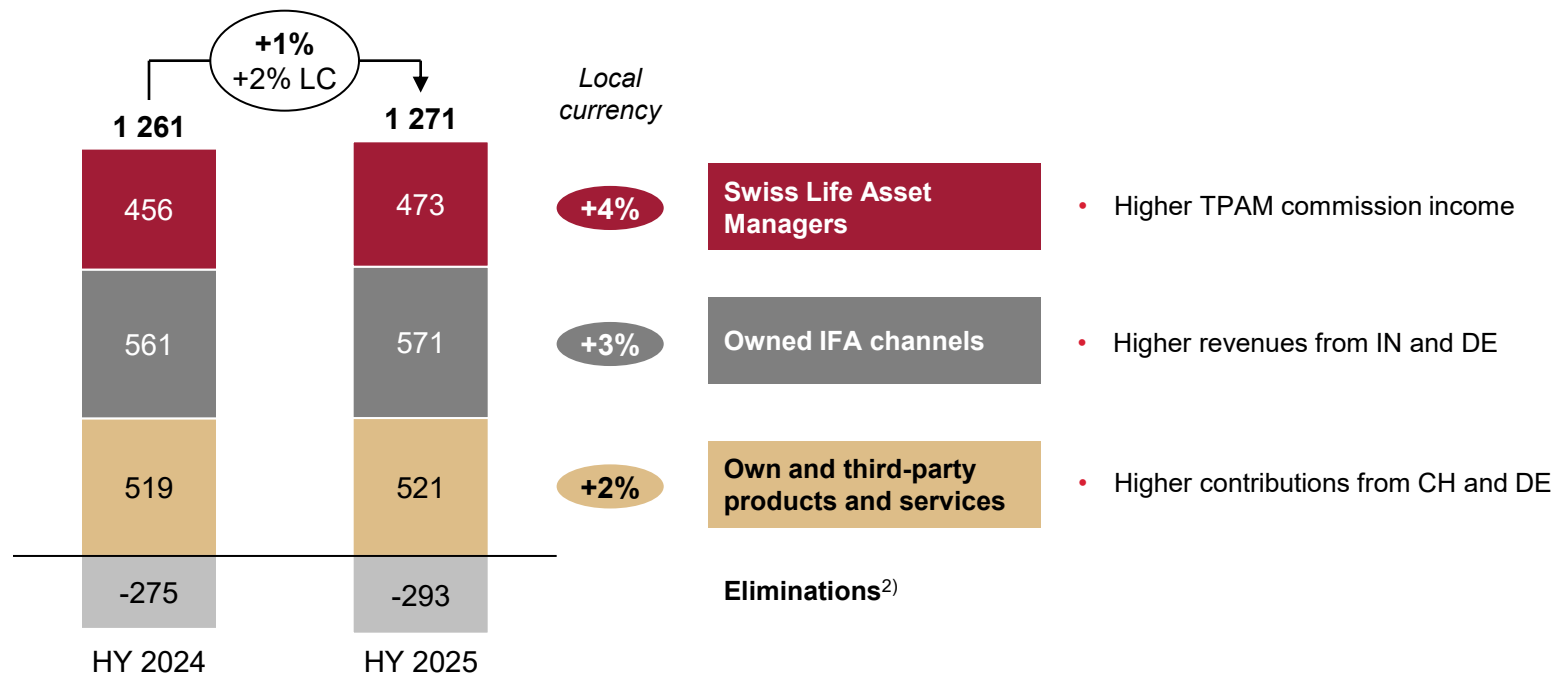 +1%
+2% LC
Local
currency
1 261
1 271
456
473
+4%
Swiss Life Asset
Managers
• Higher TPAM commission income
561
571
+3%
Owned IFA channels
• Higher revenues from IN and DE
519
521
+2%
Own and third-party
products and services
• Higher contributions from CH and DE
-275
-293
Eliminations2)
HY 2024
HY 2025